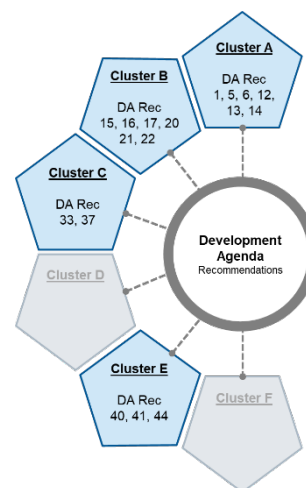 Cluster A
DA Rec
1, 5, 6, 12,
13, 14
Cluster B
DA Rec
15, 16, 17, 20
21, 22
Cluster C
DA Rec
33, 37
Cluster D
Cluster E
DA Rec
40, 41, 44
Cluster F
Development
Agenda
Recommendations